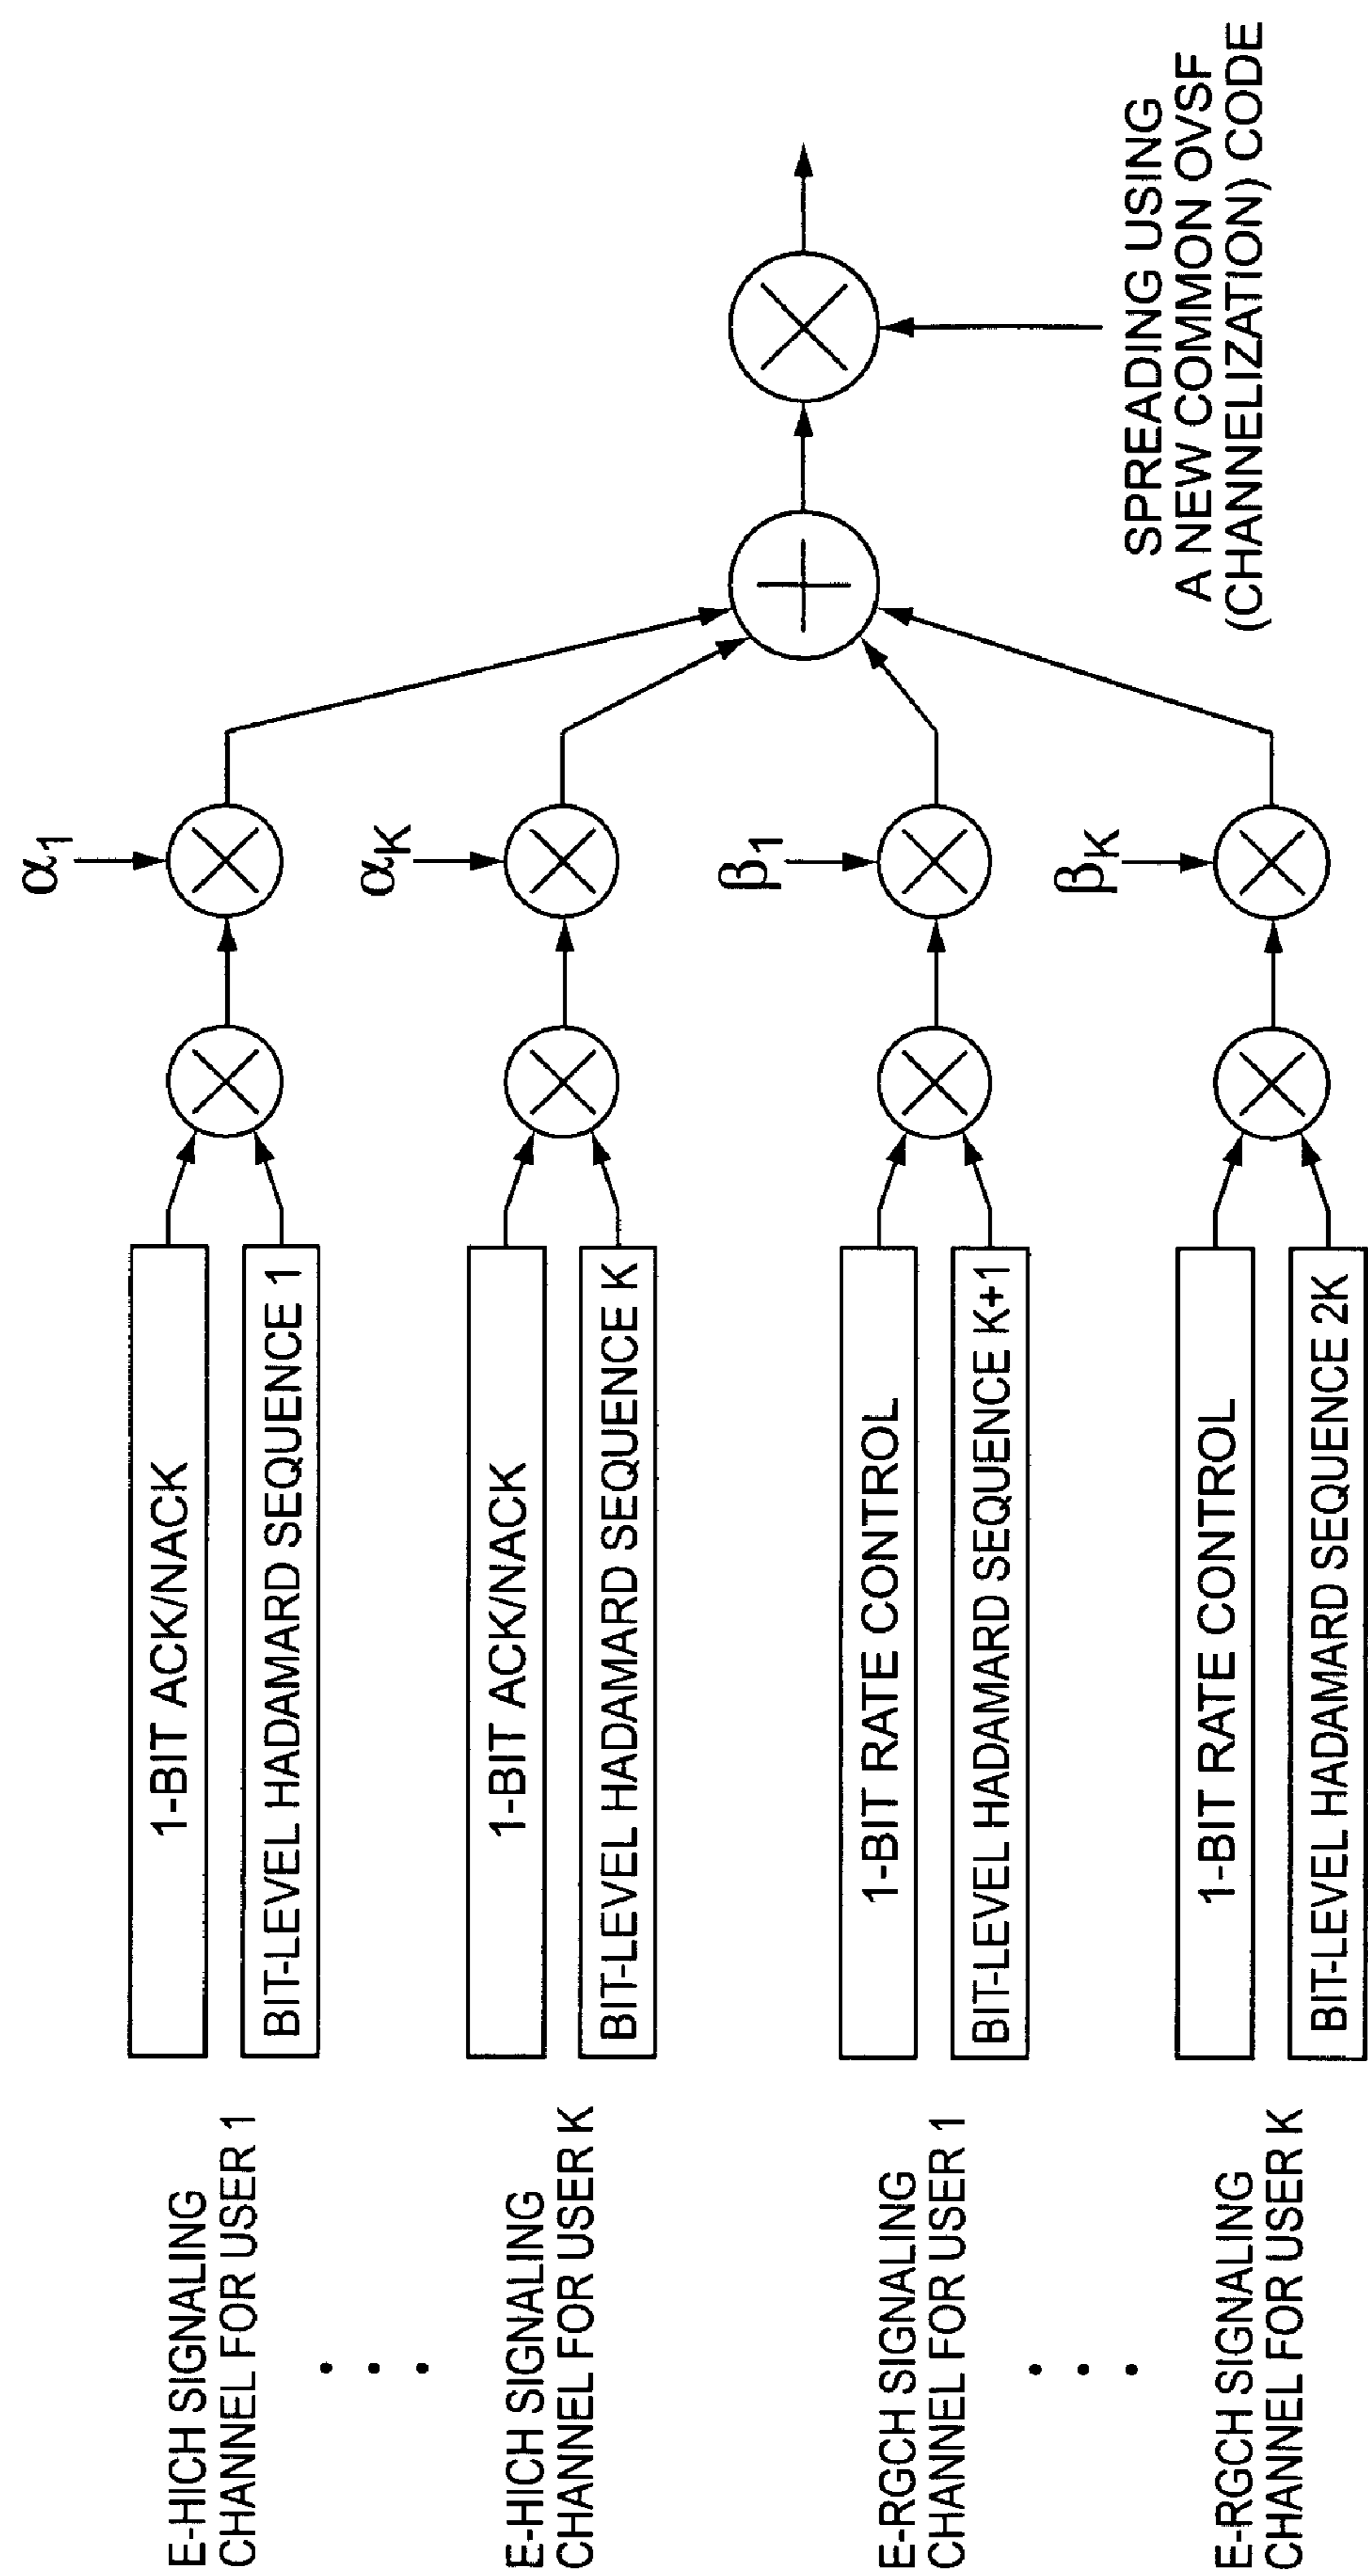 E-HICH SIGNALING
CHANNEL FOR USER 1
1-BIT ACK/NACK
BIT-LEVEL HADAMARD SEQUENCE 1
α1
E-HICH SIGNALING
CHANNEL FOR USER K
1-BIT ACK/NACK
BIT-LEVEL HADAMARD SEQUENCE K
αK
E-RGCH SIGNALING
CHANNEL FOR USER 1
1-BIT RATE CONTROL
BIT-LEVEL HADAMARD SEQUENCE K+1
β1
E-RGCH SIGNALING
CHANNEL FOR USER K
1-BIT RATE CONTROL
BIT-LEVEL HADAMARD SEQUENCE 2K
βK
SPREADING USING
A NEW COMMON OVSF
(CHANNELIZATION) CODE